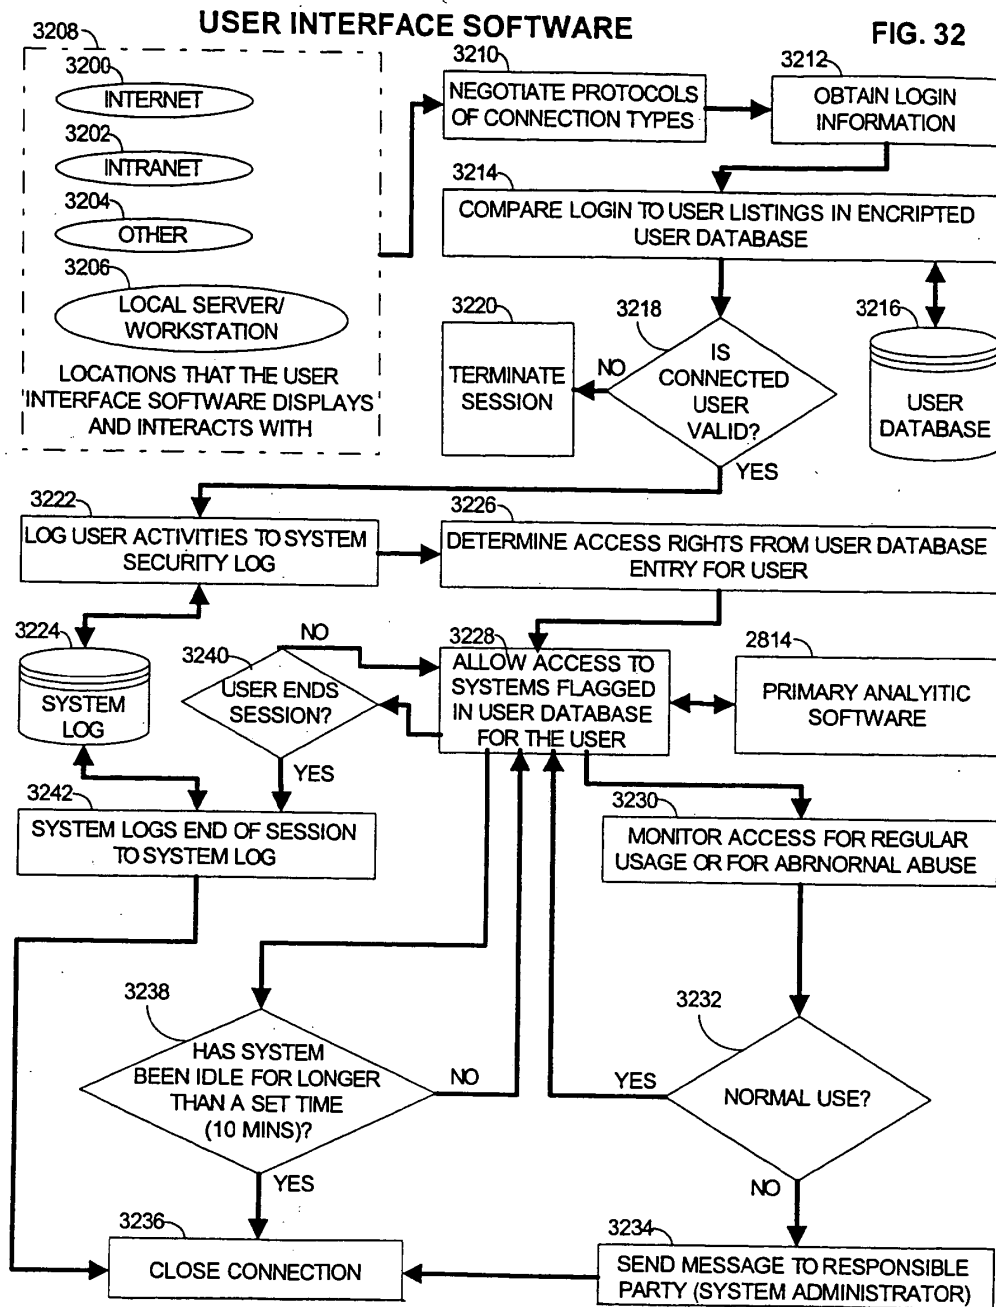 USER INTERFACE SOFTWARE
FIG. 32
3208
3200
INTERNET
3202
INTRANET
3204
OTHER
3206
LOCAL SERVER/
WORKSTATION
LOCATIONS THAT THE USER
INTERFACE SOFTWARE DISPLAYS
AND INTERACTS WITH
3210
NEGOTIATE PROTOCOLS
OF CONNECTION TYPES
3212
OBTAIN LOGIN
INFORMATION
3214
COMPARE LOGIN TO USER LISTINGS IN ENCRIPTED
USER DATABASE
3216
USER
DATABASE
3218
IS
CONNECTED
USER
VALID?
NO
YES
3220
TERMINATE
SESSION
3222
LOG USER ACTIVITIES TO SYSTEM
SECURITY LOG
3226
DETERMINE ACCESS RIGHTS FROM USER DATABASE
ENTRY FOR USER
3224
SYSTEM
LOG
3240
USER ENDS
SESSION?
NO
YES
3228
ALLOW ACCESS TO
SYSTEMS FLAGGED
IN USER DATABASE
FOR THE USER
2814
PRIMARY ANALYITIC
SOFTWARE
3242
SYSTEM LOGS END OF SESSION
TO SYSTEM LOG
3230
MONITOR ACCESS FOR REGULAR
USAGE OR FOR ABRNORNAL ABUSE
3238
HAS SYSTEM
BEEN IDLE FOR LONGER
THAN A SET TIME
(10 MINS)?
NO
YES
3232
NORMAL USE?
YES
NO
3236
CLOSE CONNECTION
3234
SEND MESSAGE TO RESPONSIBLE
PARTY (SYSTEM ADMINISTRATOR)